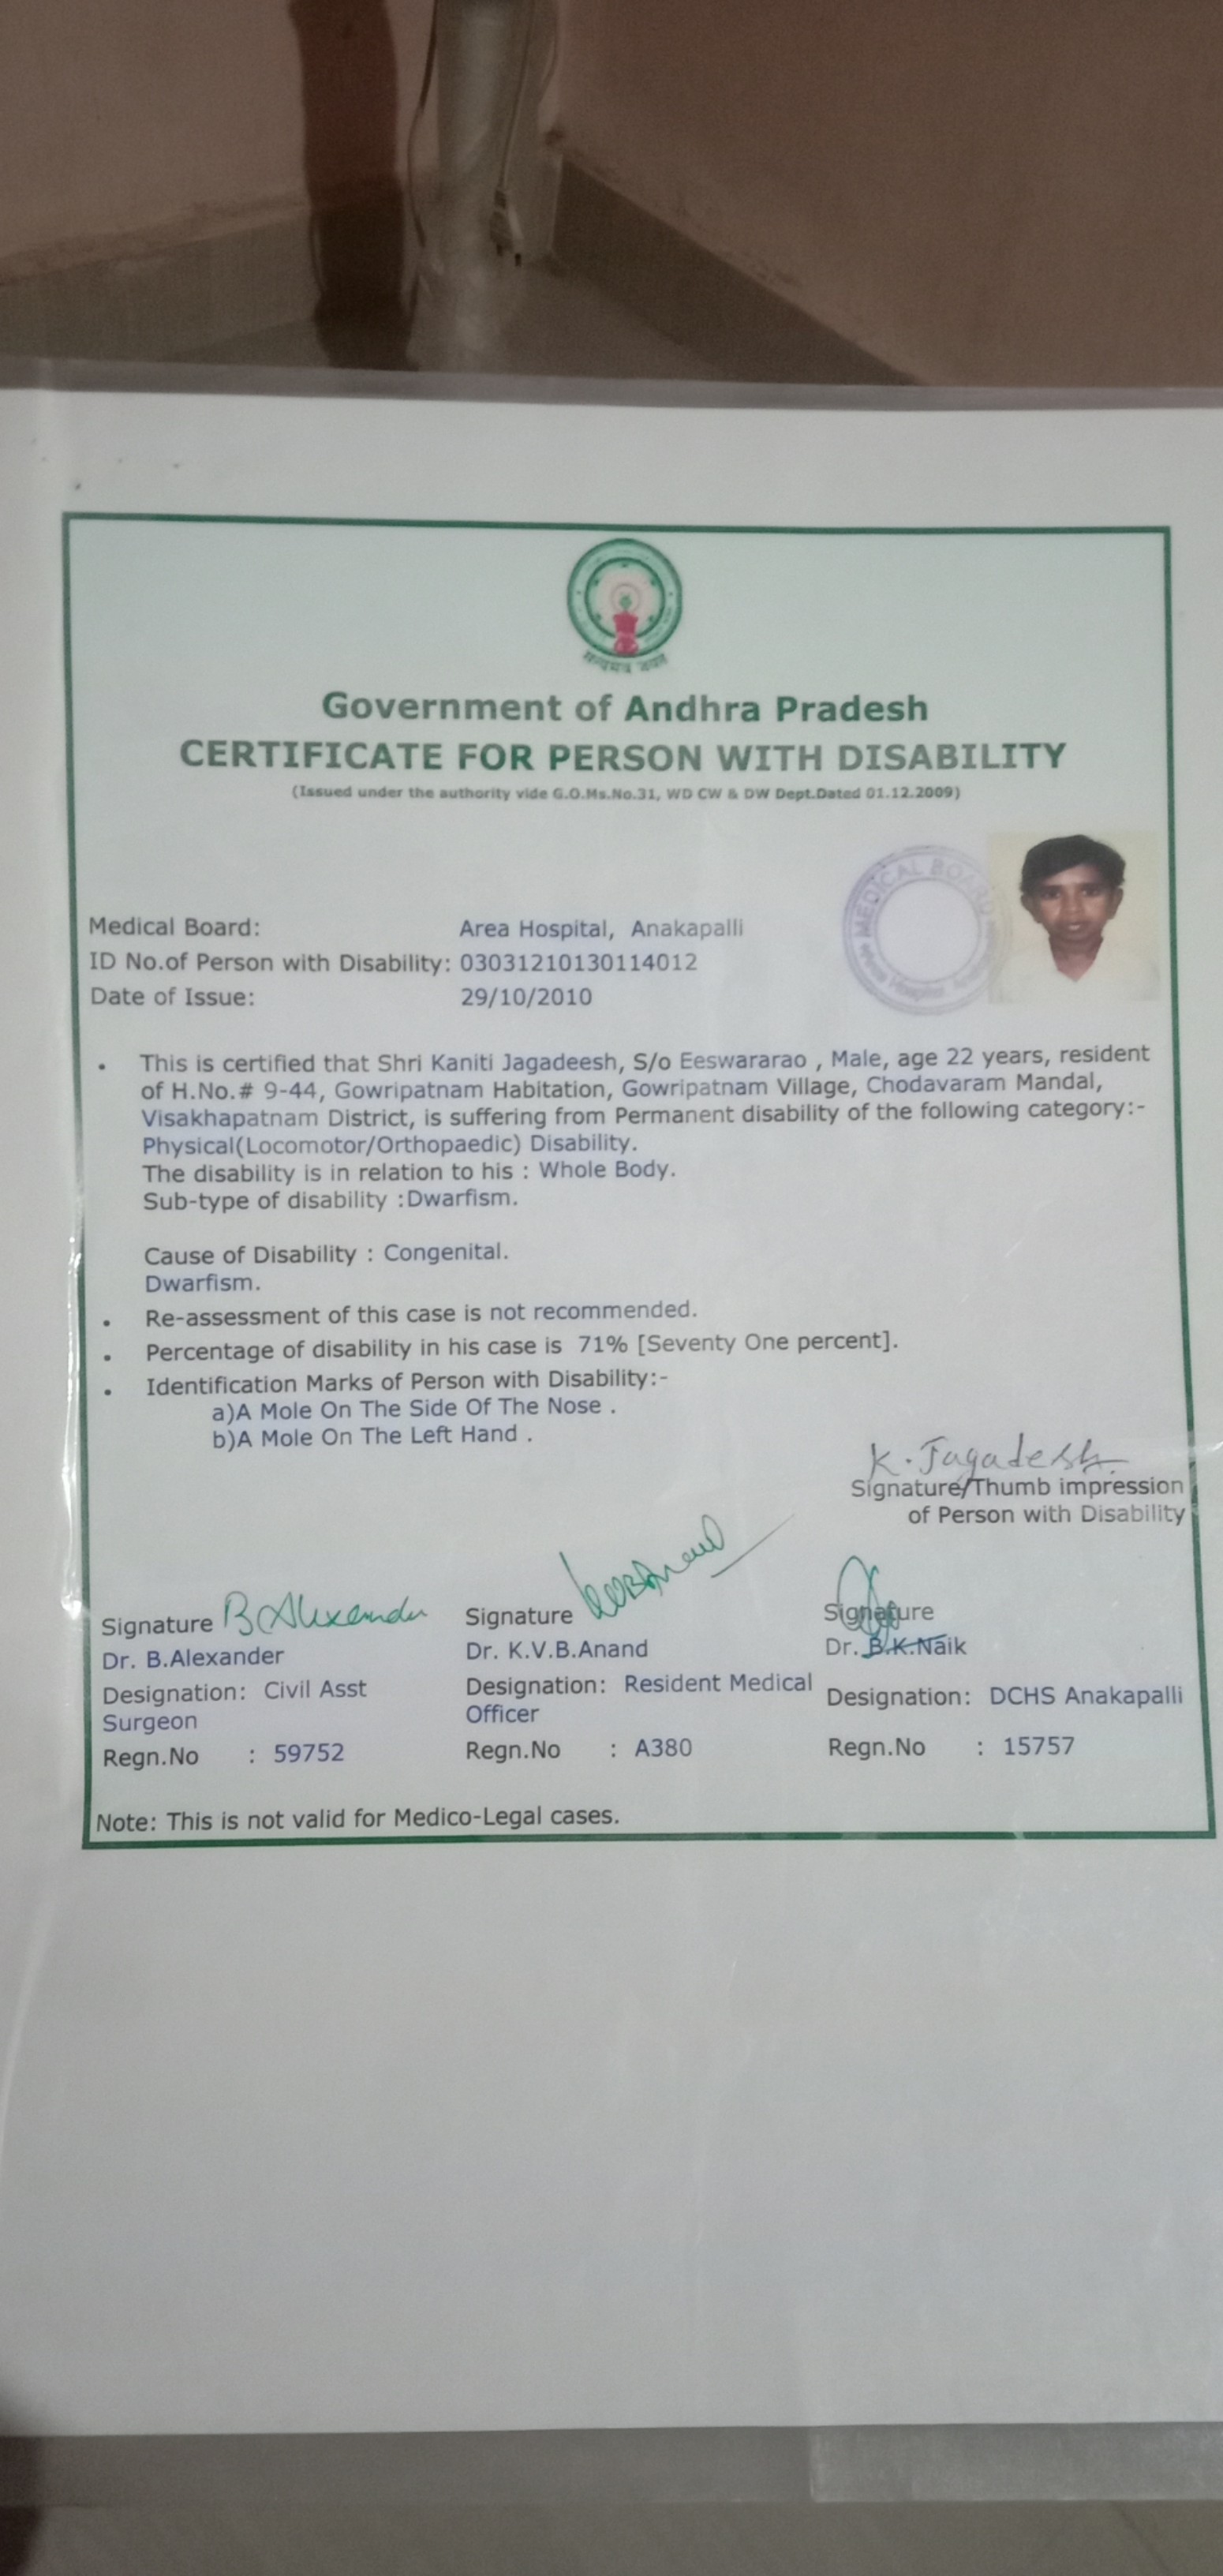 सत्यमेव जयते
Government of Andhra Pradesh
CERTIFICATE FOR PERSON WITH DISABILITY
(Issued under the authority vide G.O.Ms.No.31, WD CW & DW Dept.Dated 01.12.2009)
MEDICAL BOARD
Medical Board: Area Hospital, Anakapalli
ID No.of Person with Disability: 03031210130114012
Date of Issue: 29/10/2010
• This is certified that Shri Kaniti Jagadeesh, S/o Eeswararao , Male, age 22 years, resident
of H.No.# 9-44, Gowripatnam Habitation, Gowripatnam Village, Chodavaram Mandal,
Visakhapatnam District, is suffering from Permanent disability of the following category:-
Physical(Locomotor/Orthopaedic) Disability.
The disability is in relation to his : Whole Body.
Sub-type of disability :Dwarfism.
Cause of Disability : Congenital.
Dwarfism.
• Re-assessment of this case is not recommended.
• Percentage of disability in his case is 71% [Seventy One percent].
• Identification Marks of Person with Disability:-
a)A Mole On The Side Of The Nose .
b)A Mole On The Left Hand .
K. Jagadesh
Signature/Thumb impression
of Person with Disability
Signature B Alexander
Dr. B.Alexander
Designation: Civil Asst
Surgeon
Regn.No : 59752
Signature
Dr. K.V.B.Anand
Designation: Resident Medical
Officer
Regn.No : A380
Signature
Dr. B.K.Naik
Designation: DCHS Anakapalli
Regn.No : 15757
Note: This is not valid for Medico-Legal cases.